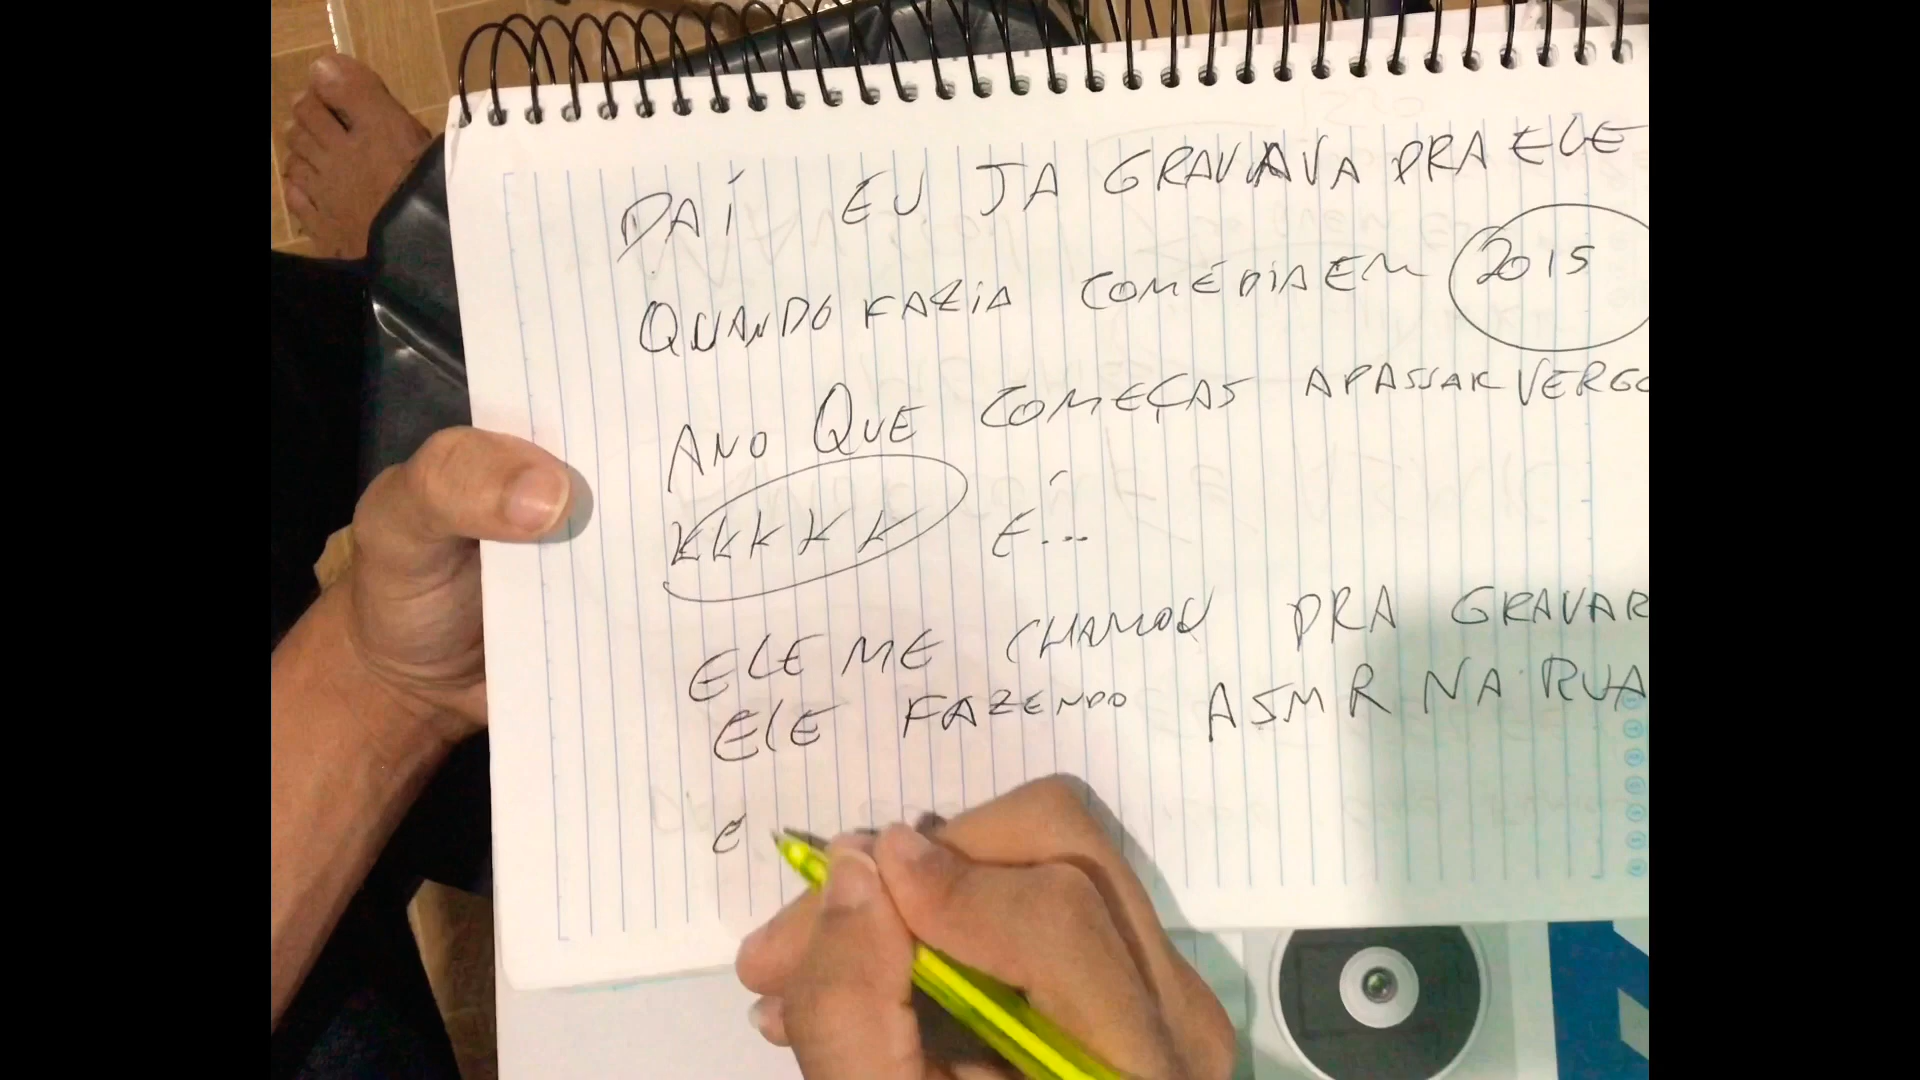 DAÍ EU JA GRAVAVA PRA ELE
QUANDO FAZIA COMÉDIA EM 2015
ANO QUE COMEÇAS A PASSAR VERGO
KKKKK E...
ELE ME CHAMOU PRA GRAVAR
ELE FAZENDO ASMR NA RUA
E